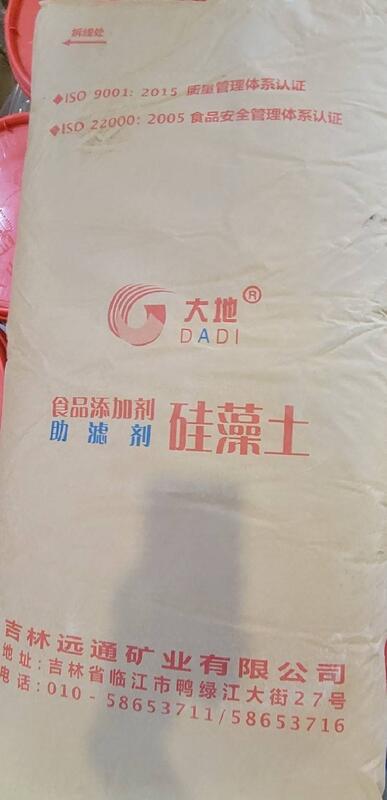 拆线处
◆ISO 9001: 2015 质量管理体系认证
◆ISO 22000: 2005 食品安全管理体系认证
大地®
DADI
食品添加剂
助滤剂
硅藻土
吉林远通矿业有限公司
地址:吉林省临江市鸭绿江大街27号
电话:010-58653711/58653716